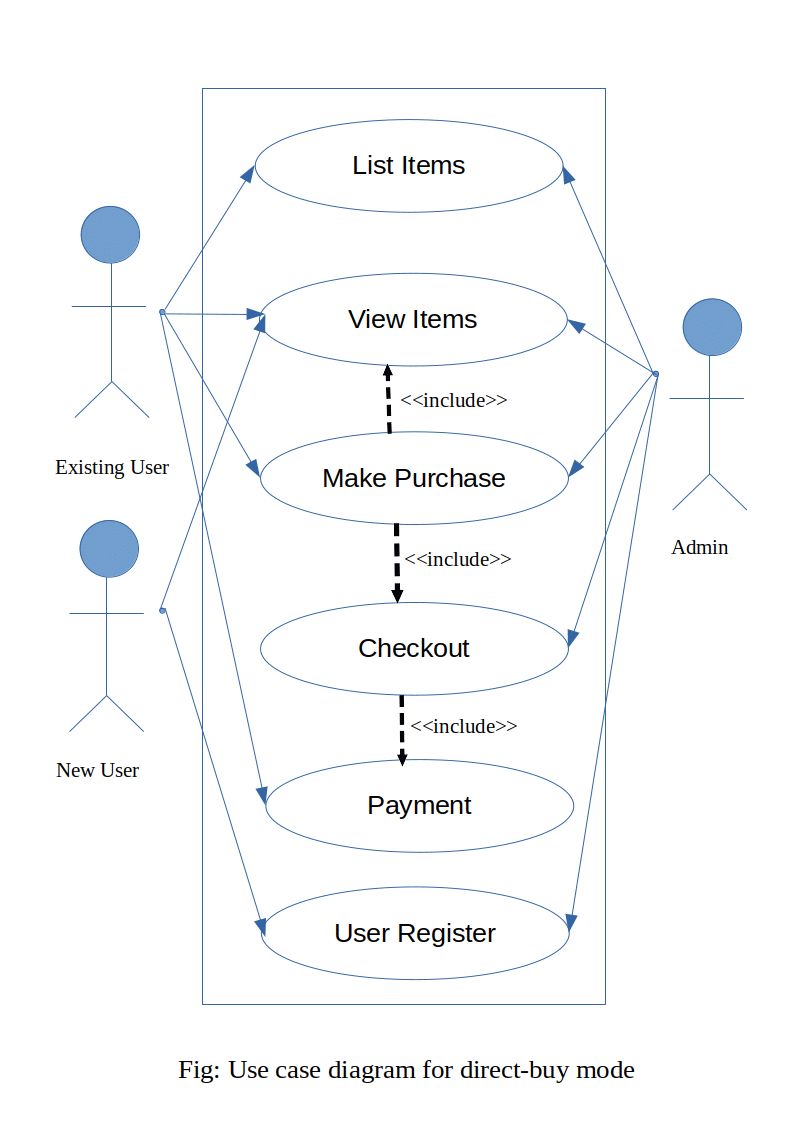 List Items
View Items
<<include>>
Existing User
Make Purchase
Admin
<<include>>
Checkout
<<include>>
New User
Payment
User Register
Fig: Use case diagram for direct-buy mode